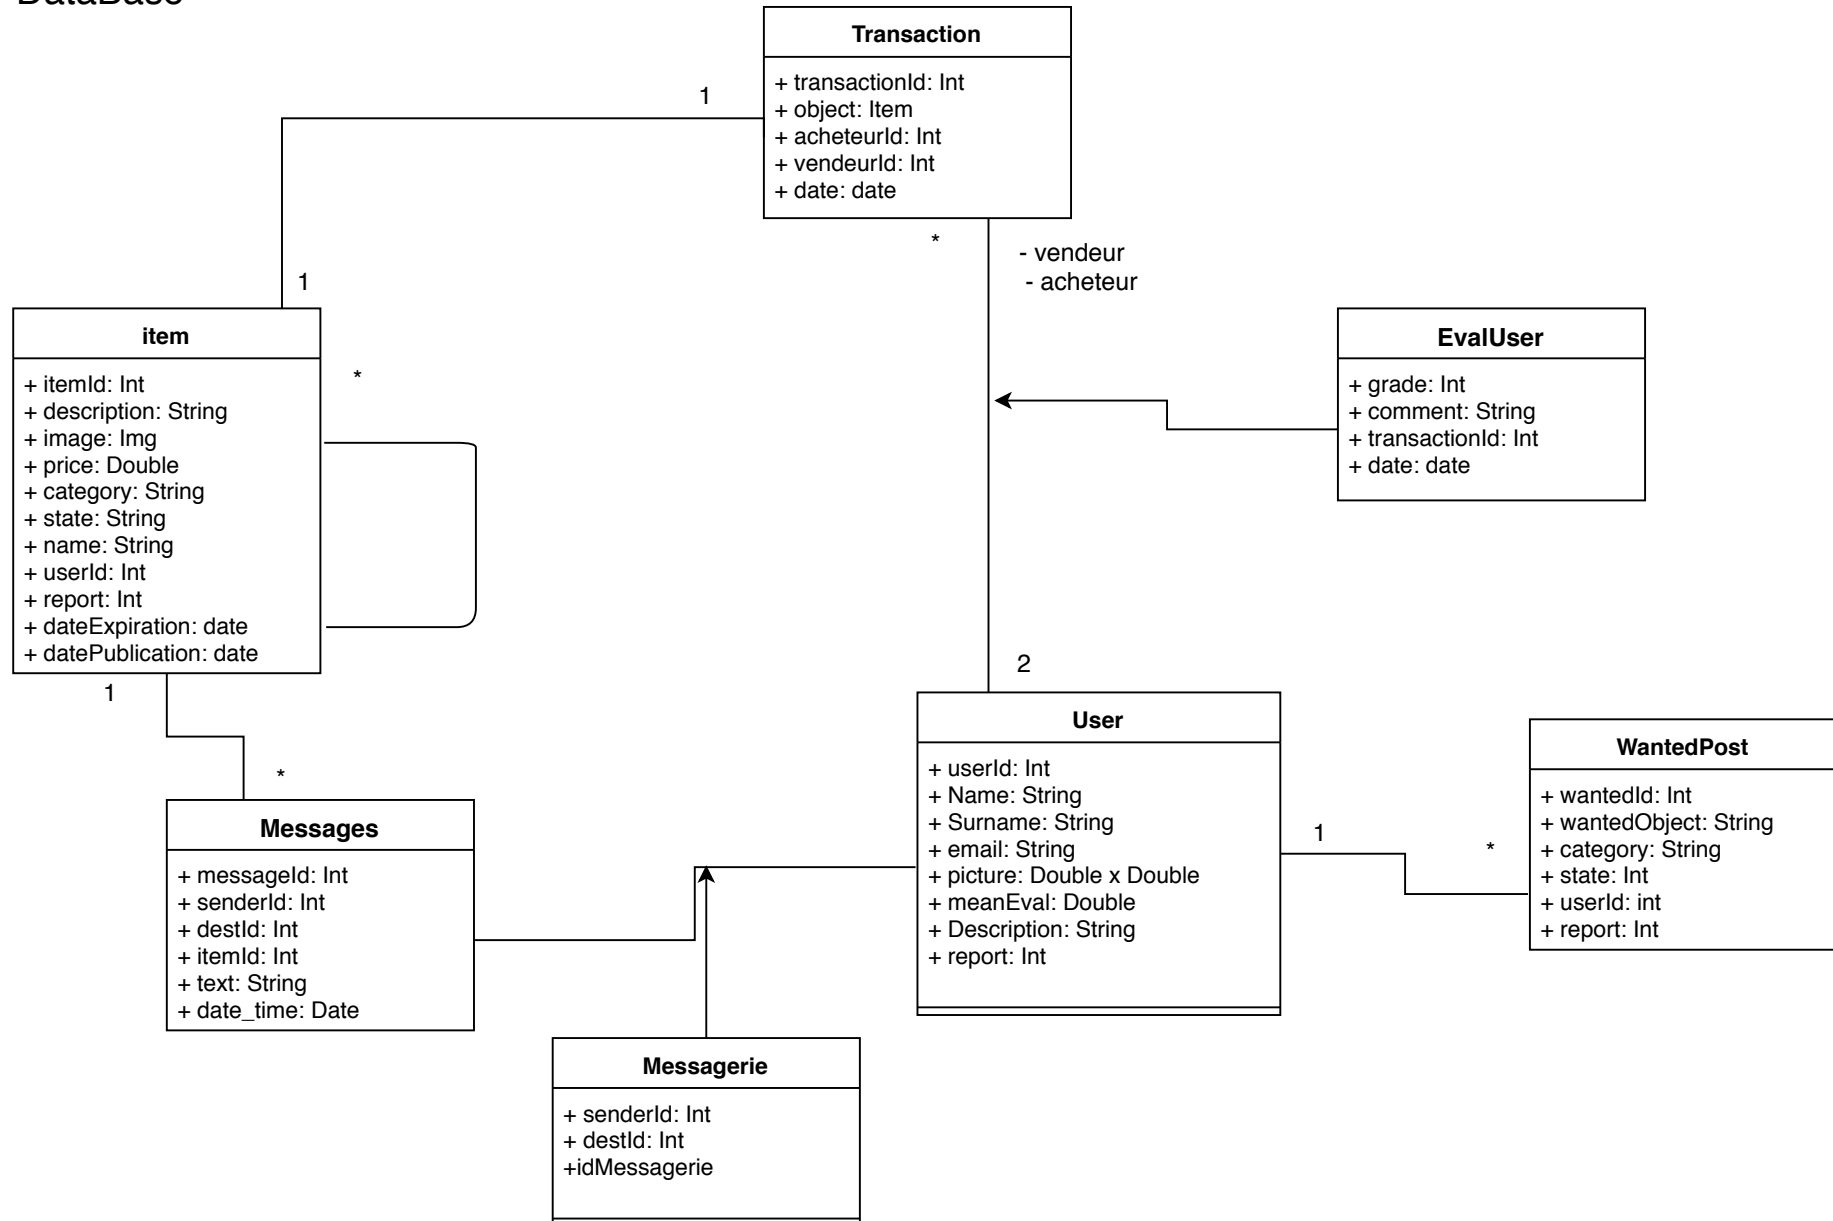 DataBase
Transaction
+ transactionId: Int
+ object: Item
+ acheteurId: Int
+ vendeurId: Int
+ date: date
1
1
*
- vendeur
- acheteur
item
+ itemId: Int
+ description: String
+ image: Img
+ price: Double
+ category: String
+ state: String
+ name: String
+ userId: Int
+ report: Int
+ dateExpiration: date
+ datePublication: date
*
EvalUser
+ grade: Int
+ comment: String
+ transactionId: Int
+ date: date
2
1
*
Messages
+ messageId: Int
+ senderId: Int
+ destId: Int
+ itemId: Int
+ text: String
+ date_time: Date
User
+ userId: Int
+ Name: String
+ Surname: String
+ email: String
+ picture: Double x Double
+ meanEval: Double
+ Description: String
+ report: Int
1
*
WantedPost
+ wantedId: Int
+ wantedObject: String
+ category: String
+ state: Int
+ userId: int
+ report: Int
Messagerie
+ senderId: Int
+ destId: Int
+idMessagerie